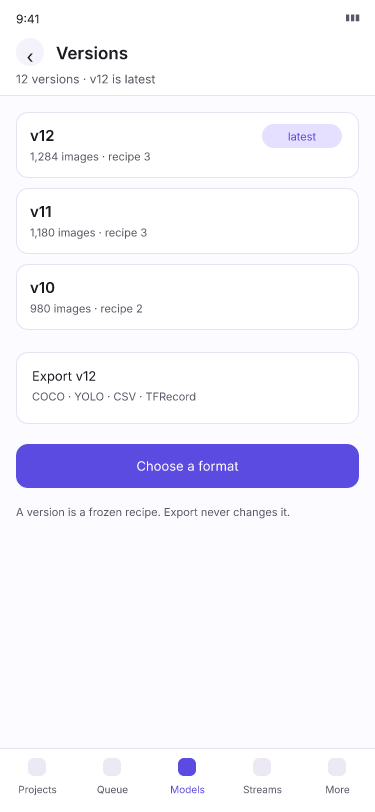 9:41
Versions
12 versions · v12 is latest
v12
latest
1,284 images · recipe 3
v11
1,180 images · recipe 3
v10
980 images · recipe 2
Export v12
COCO · YOLO · CSV · TFRecord
Choose a format
A version is a frozen recipe. Export never changes it.
Projects
Queue
Models
Streams
More